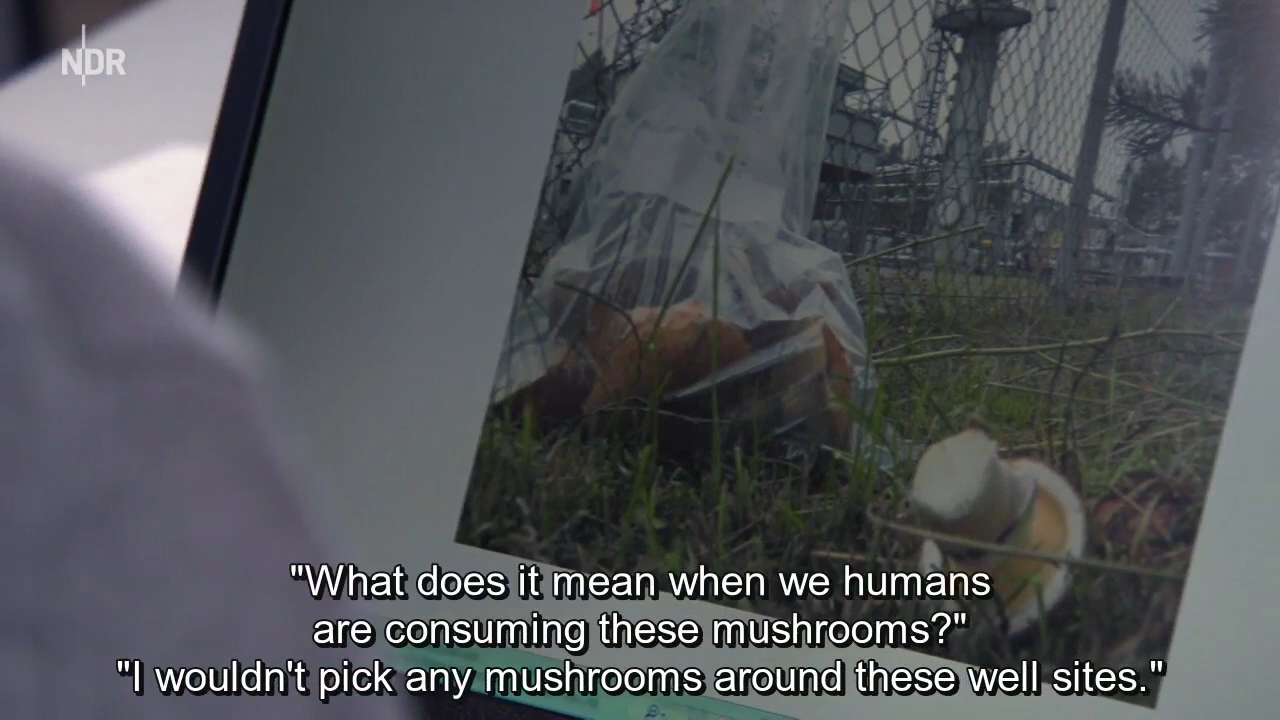 NDR
"What does it mean when we humans
are consuming these mushrooms?"
"I wouldn't pick any mushrooms around these well sites."